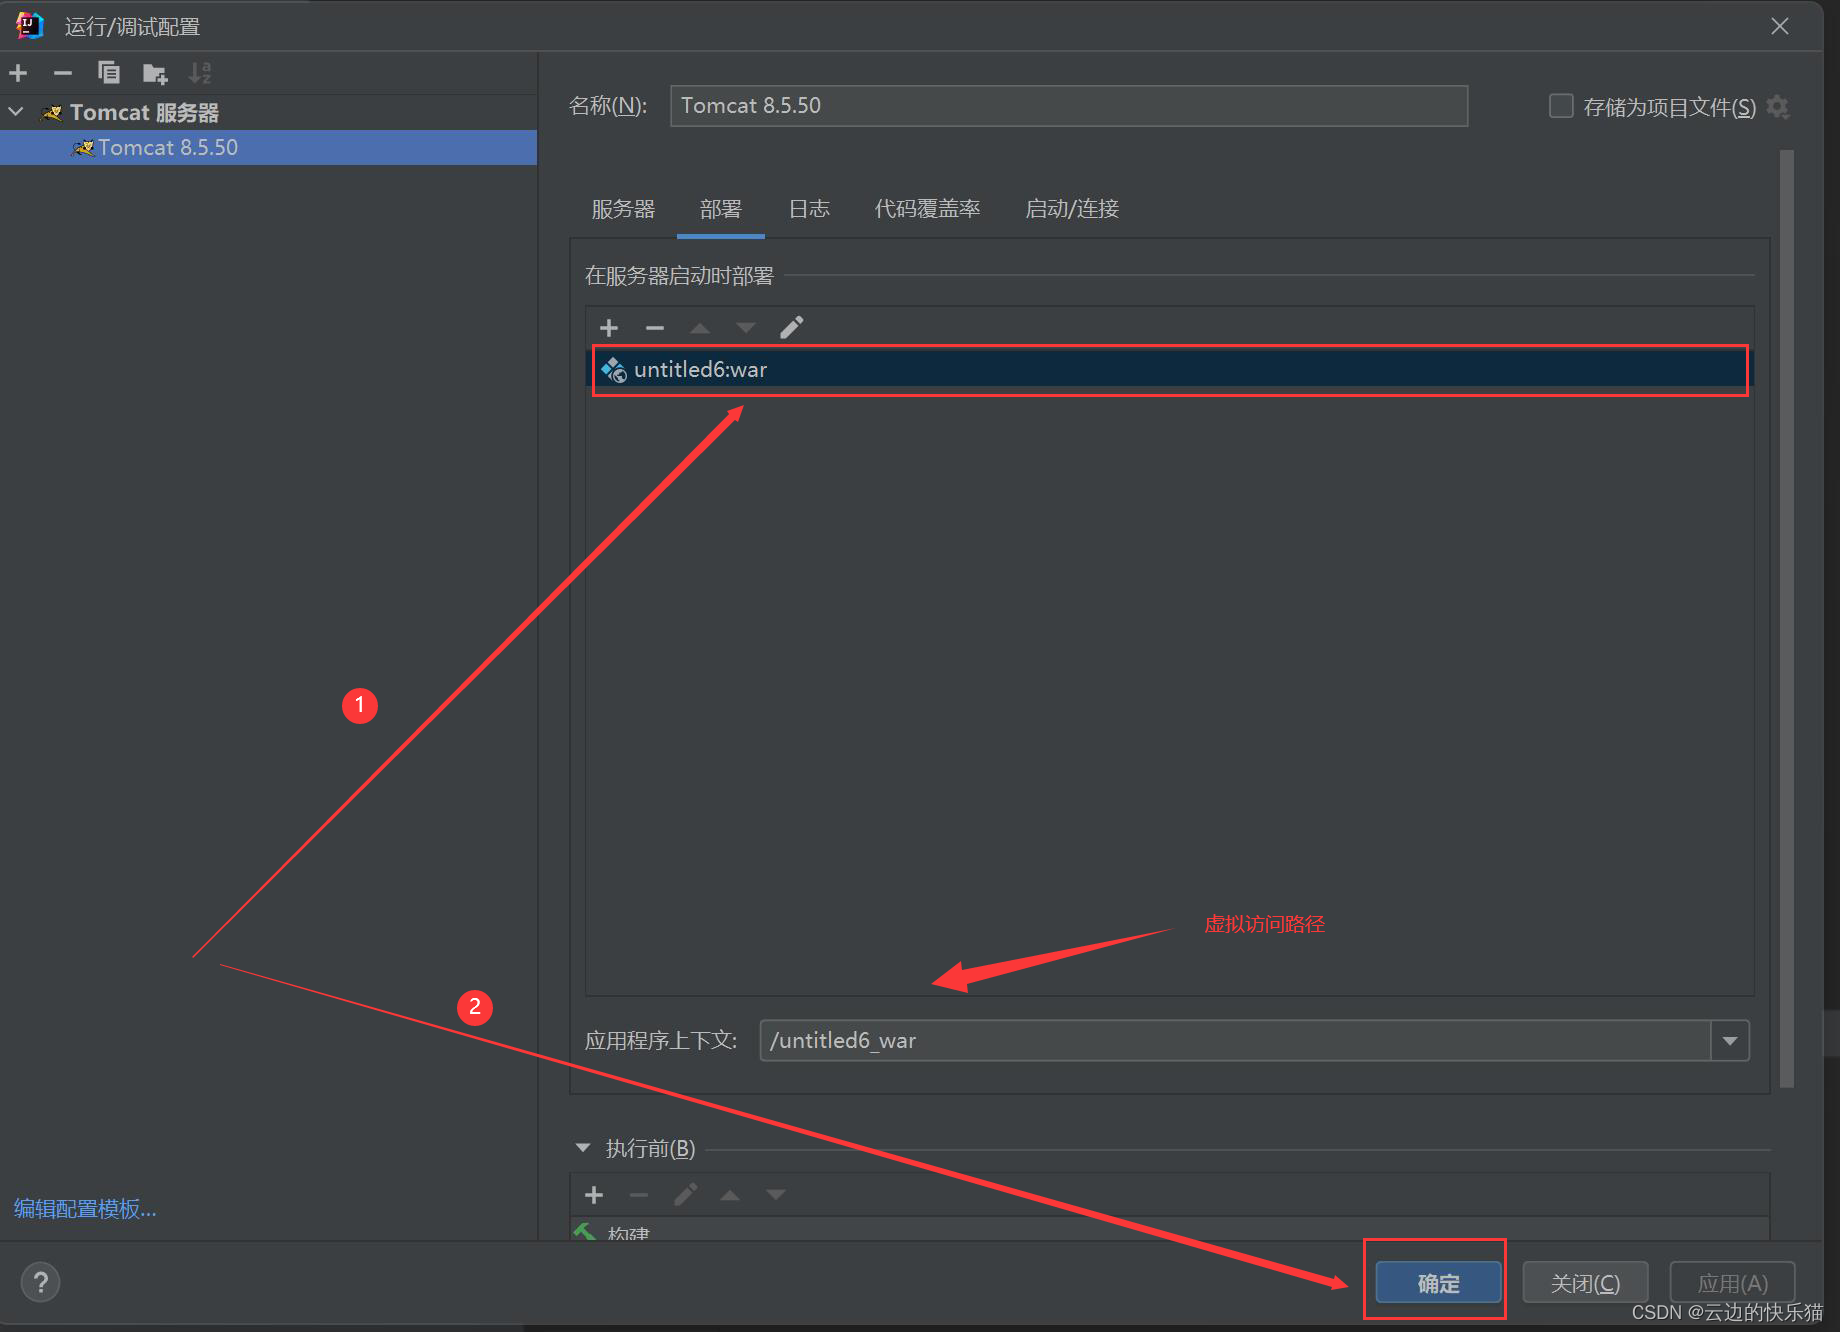 运行/调试配置
Tomcat 服务器
Tomcat 8.5.50
名称(N):
Tomcat 8.5.50
存储为项目文件(S)
服务器
部署
日志
代码覆盖率
启动/连接
在服务器启动时部署
untitled6:war
1
虚拟访问路径
2
应用程序上下文:
/untitled6_war
执行前(B)
构建
编辑配置模板...
?
确定
关闭(C)
应用(A)
CSDN @云边的快乐猫